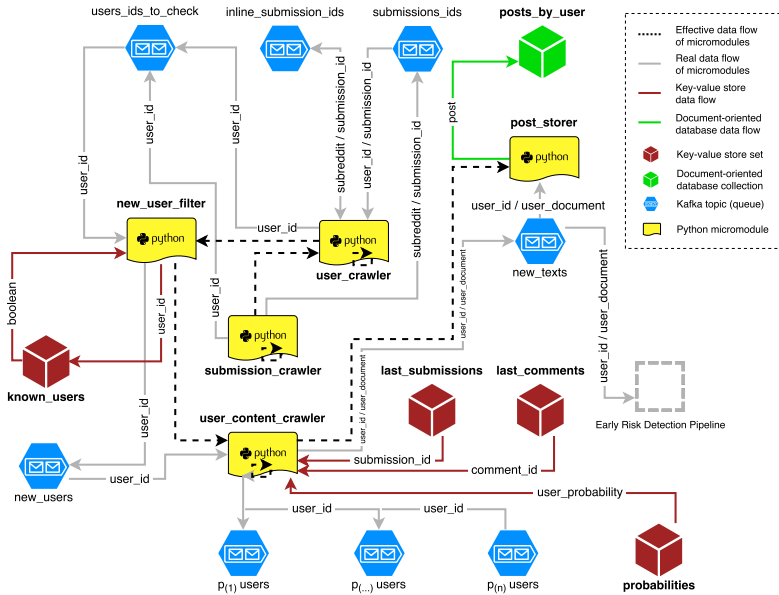 users_ids_to_check
inline_submission_ids
submissions_ids
posts_by_user
Effective data flow
of micromodules
Real data flow
of micromodules
Key-value store
data flow
Document-oriented
database data flow
Key-value store set
Document-oriented
database collection
Kafka topic (queue)
Python micromodule
user_id
user_id
user_id
subreddit / submission_id
user_id / submission_id
subreddit / submission_id
post
post_storer
python
user_id / user_document
new_texts
new_user_filter
python
user_id
python
user_crawler
user_id / user_document
user_id / user_document
boolean
user_id
user_id
python
submission_crawler
known_users
last_submissions
last_comments
user_id / user_document
Early Risk Detection Pipeline
user_id
user_content_crawler
python
submission_id
comment_id
new_users
user_id
user_probability
user_id
user_id
p(1) users
p(...) users
p(n) users
probabilities